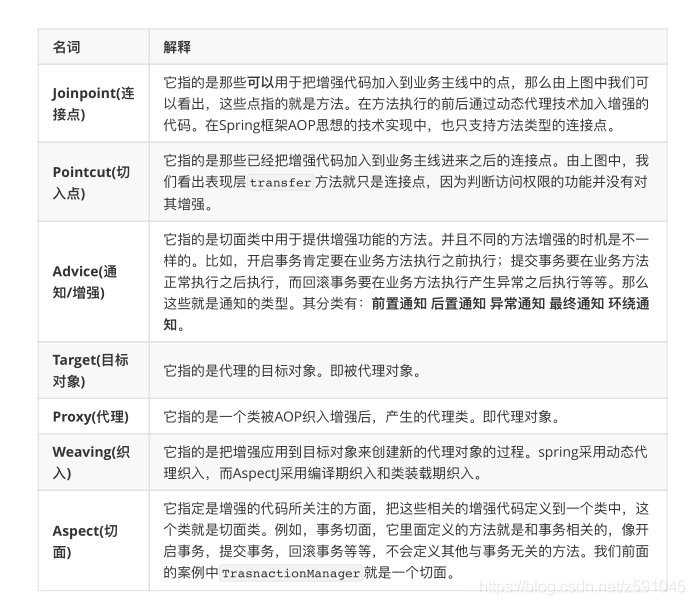 名词 解释
Joinpoint(连接点) 它指的是那些可以用于把增强代码加入到业务主线中的点，那么由上图中我们可
以看出，这些点指的就是方法。在方法执行的前后通过动态代理技术加入增强的
代码。在Spring框架AOP思想的技术实现中，也只支持方法类型的连接点。
Pointcut(切入点) 它指的是那些已经把增强代码加入到业务主线进来之后的连接点。由上图中，我
们看出表现层transfer方法就只是连接点，因为判断访问权限的功能并没有对
其增强。
Advice(通知/增强) 它指的是切面类中用于提供增强功能的方法。并且不同的方法增强的时机是不一
样的。比如，开启事务肯定要在业务方法执行之前执行；提交事务要在业务方法
正常执行之后执行，而回滚事务要在业务方法执行产生异常之后执行等等。那么
这些就是通知的类型。其分类有：前置通知 后置通知 异常通知 最终通知 环绕通
知。
Target(目标对象) 它指的是代理的目标对象。即被代理对象。
Proxy(代理) 它指的是一个类被AOP织入增强后，产生的代理类。即代理对象。
Weaving(织入) 它指的是把增强应用到目标对象来创建新的代理对象的过程。spring采用动态代
理织入，而AspectJ采用编译期织入和类装载期织入。
Aspect(切面) 它指定是增强的代码所关注的方面，把这些相关的增强代码定义到一个类中，这
个类就是切面类。例如，事务切面，它里面定义的方法就是和事务相关的，像开
启事务，提交事务，回滚事务等等，不会定义其他与事务无关的方法。我们前面
的案例中TrasnactionManager就是一个切面。
https://blog.csdn.net/z591045